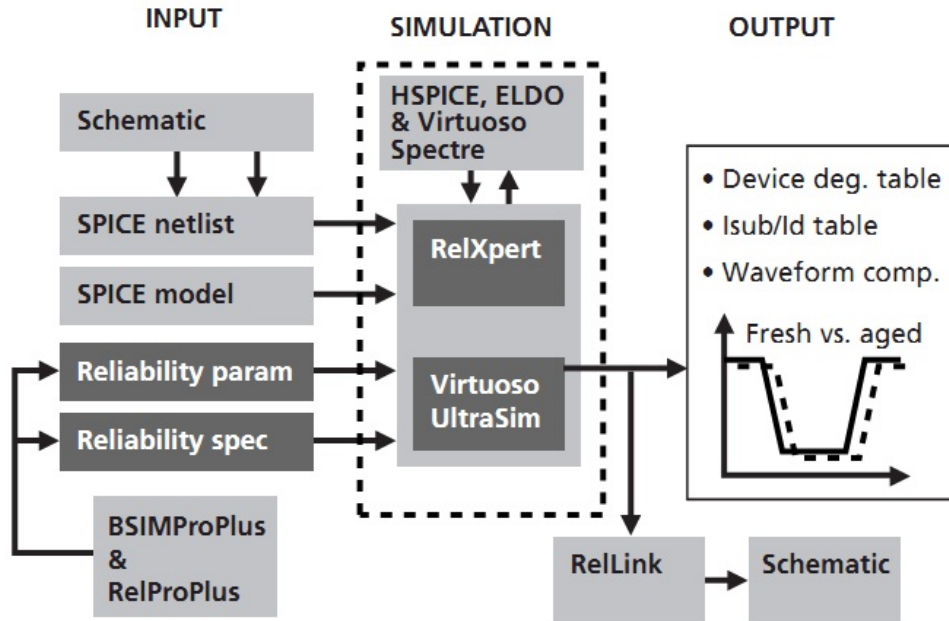 INPUT
SIMULATION
OUTPUT
Schematic
SPICE netlist
SPICE model
Reliability param
Reliability spec
BSIMProPlus
&
RelProPlus
HSPICE, ELDO
& Virtuoso
Spectre
RelXpert
Virtuoso
UltraSim
• Device deg. table
• Isub/Id table
• Waveform comp.
Fresh vs. aged
RelLink
Schematic